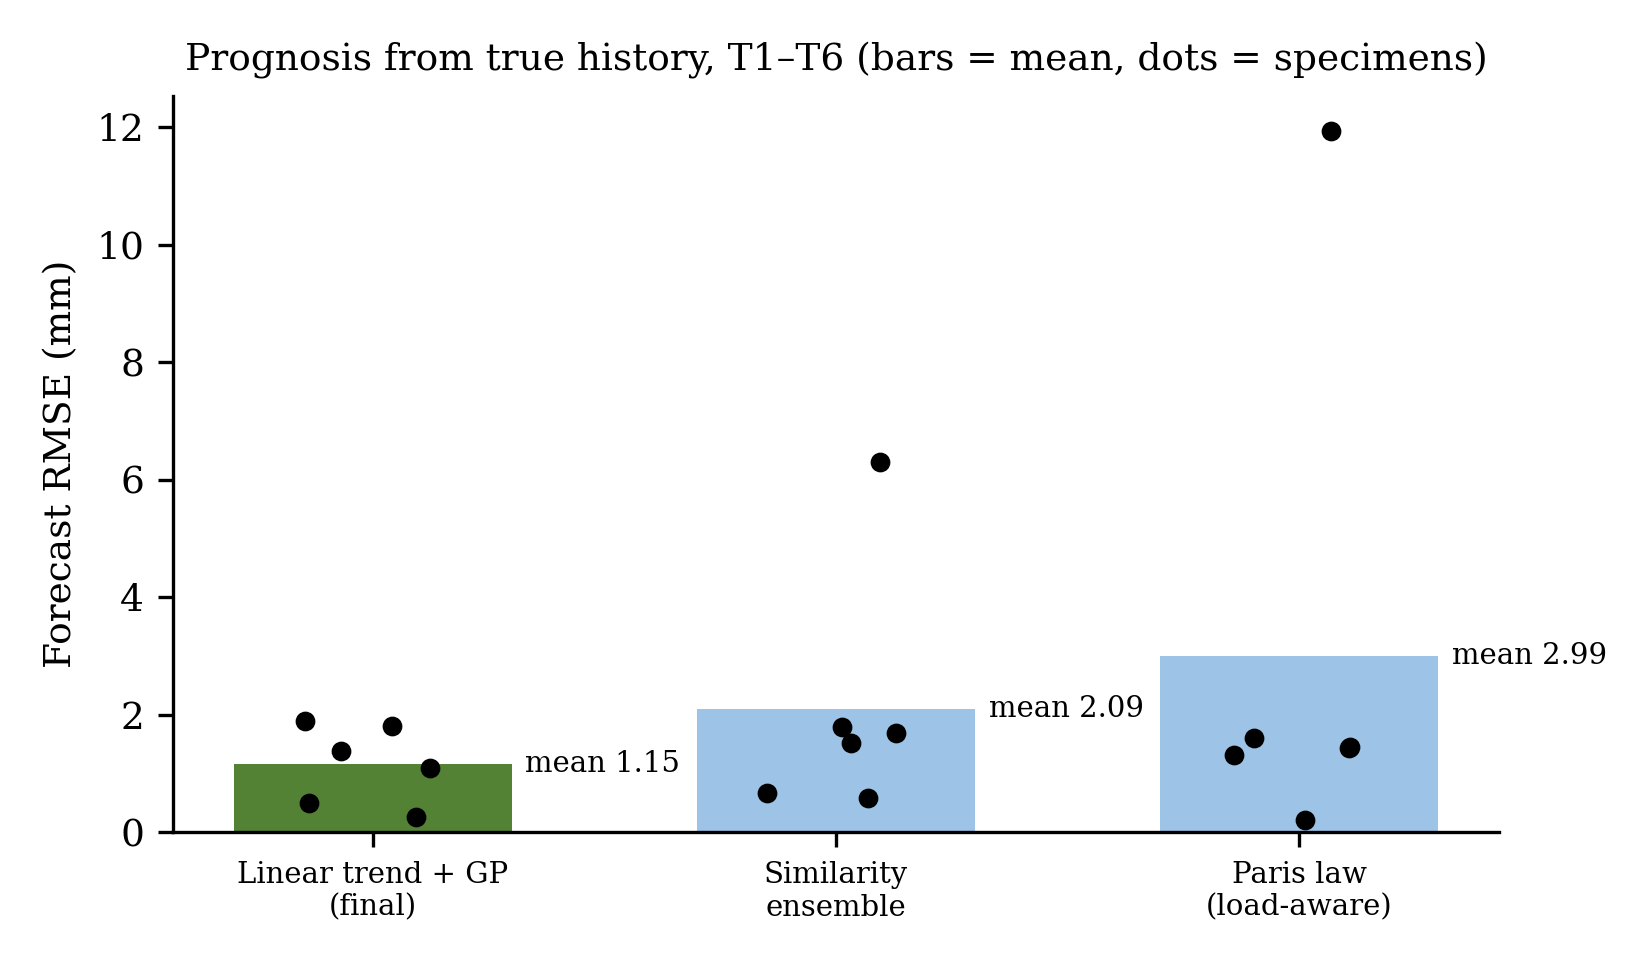 Prognosis from true history, T1–T6 (bars = mean, dots = specimens)
Forecast RMSE (mm)
12
10
8
6
4
2
0
mean 1.15
mean 2.09
mean 2.99
Linear trend + GP
(final)
Similarity
ensemble
Paris law
(load-aware)